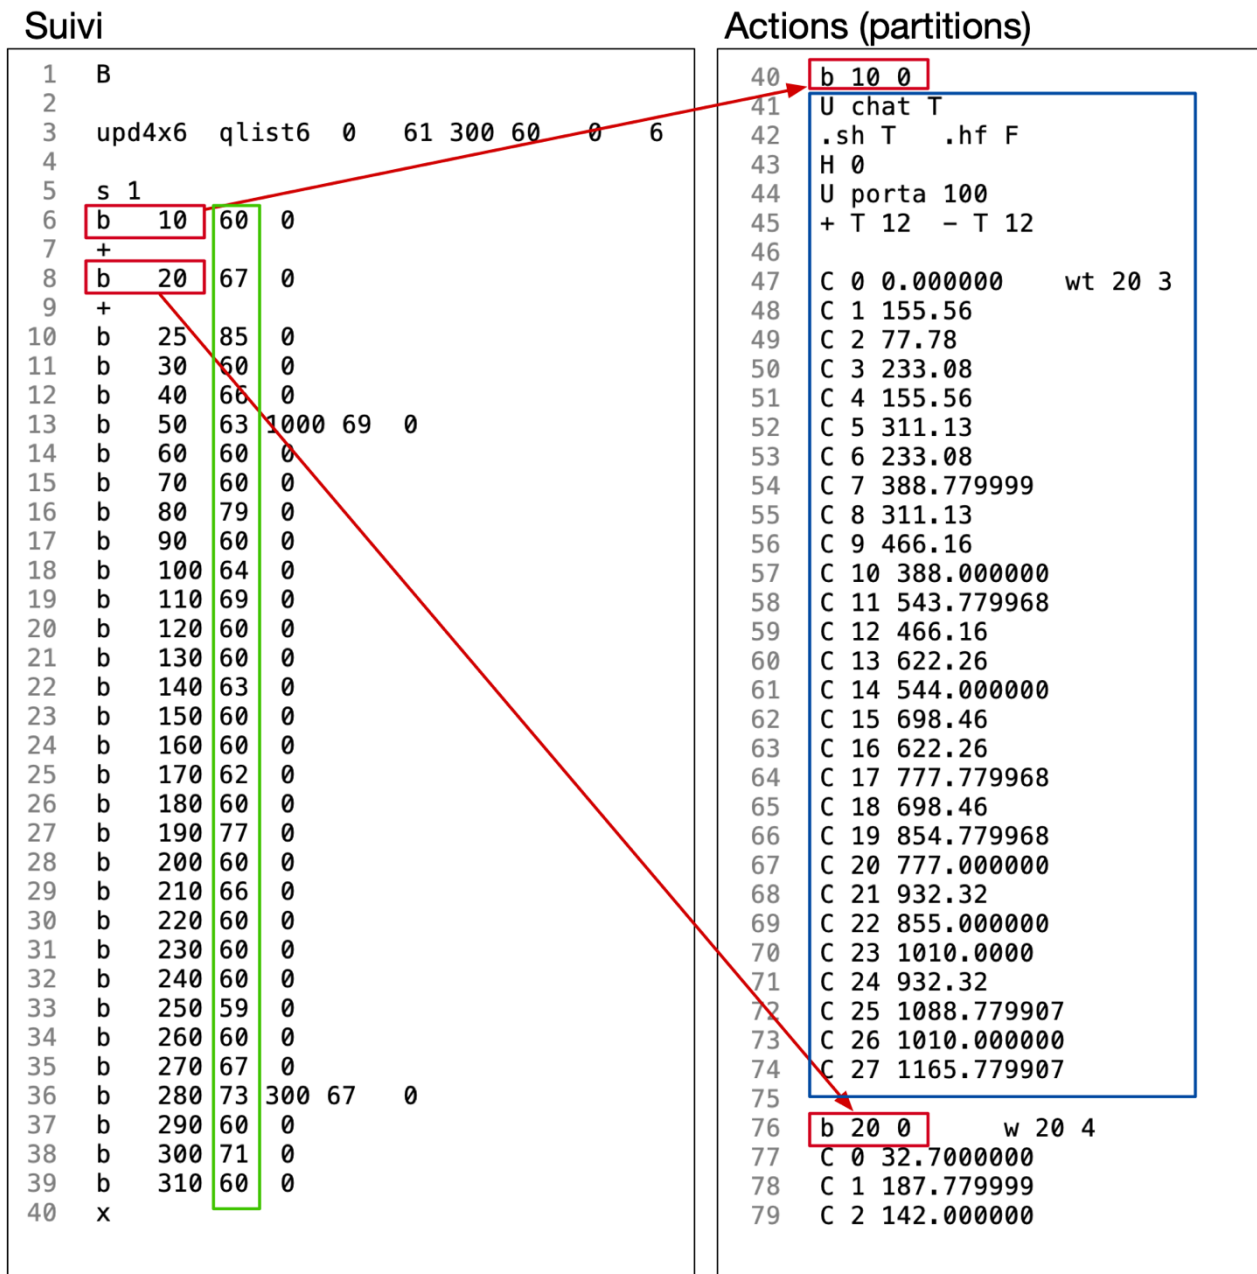 Suivi
1 B
2
3 upd4x6 qlist6 0 61 300 60 0 6
4
5 s 1
6 b 10 60 0
7 +
8 b 20 67 0
9 +
10 b 25 85 0
11 b 30 60 0
12 b 40 66 0
13 b 50 63 1000 69 0
14 b 60 60 0
15 b 70 60 0
16 b 80 79 0
17 b 90 60 0
18 b 100 64 0
19 b 110 69 0
20 b 120 60 0
21 b 130 60 0
22 b 140 63 0
23 b 150 60 0
24 b 160 60 0
25 b 170 62 0
26 b 180 60 0
27 b 190 77 0
28 b 200 60 0
29 b 210 66 0
30 b 220 60 0
31 b 230 60 0
32 b 240 60 0
33 b 250 59 0
34 b 260 60 0
35 b 270 67 0
36 b 280 73 300 67 0
37 b 290 60 0
38 b 300 71 0
39 b 310 60 0
40 x
Actions (partitions)
40 b 10 0
41 U chat T
42 .sh T .hf F
43 H 0
44 U porta 100
45 + T 12 - T 12
46
47 C 0 0.000000 wt 20 3
48 C 1 155.56
49 C 2 77.78
50 C 3 233.08
51 C 4 155.56
52 C 5 311.13
53 C 6 233.08
54 C 7 388.779999
55 C 8 311.13
56 C 9 466.16
57 C 10 388.000000
58 C 11 543.779968
59 C 12 466.16
60 C 13 622.26
61 C 14 544.000000
62 C 15 698.46
63 C 16 622.26
64 C 17 777.779968
65 C 18 698.46
66 C 19 854.779968
67 C 20 777.000000
68 C 21 932.32
69 C 22 855.000000
70 C 23 1010.0000
71 C 24 932.32
72 C 25 1088.779907
73 C 26 1010.000000
74 C 27 1165.779907
75
76 b 20 0 w 20 4
77 C 0 32.7000000
78 C 1 187.779999
79 C 2 142.000000